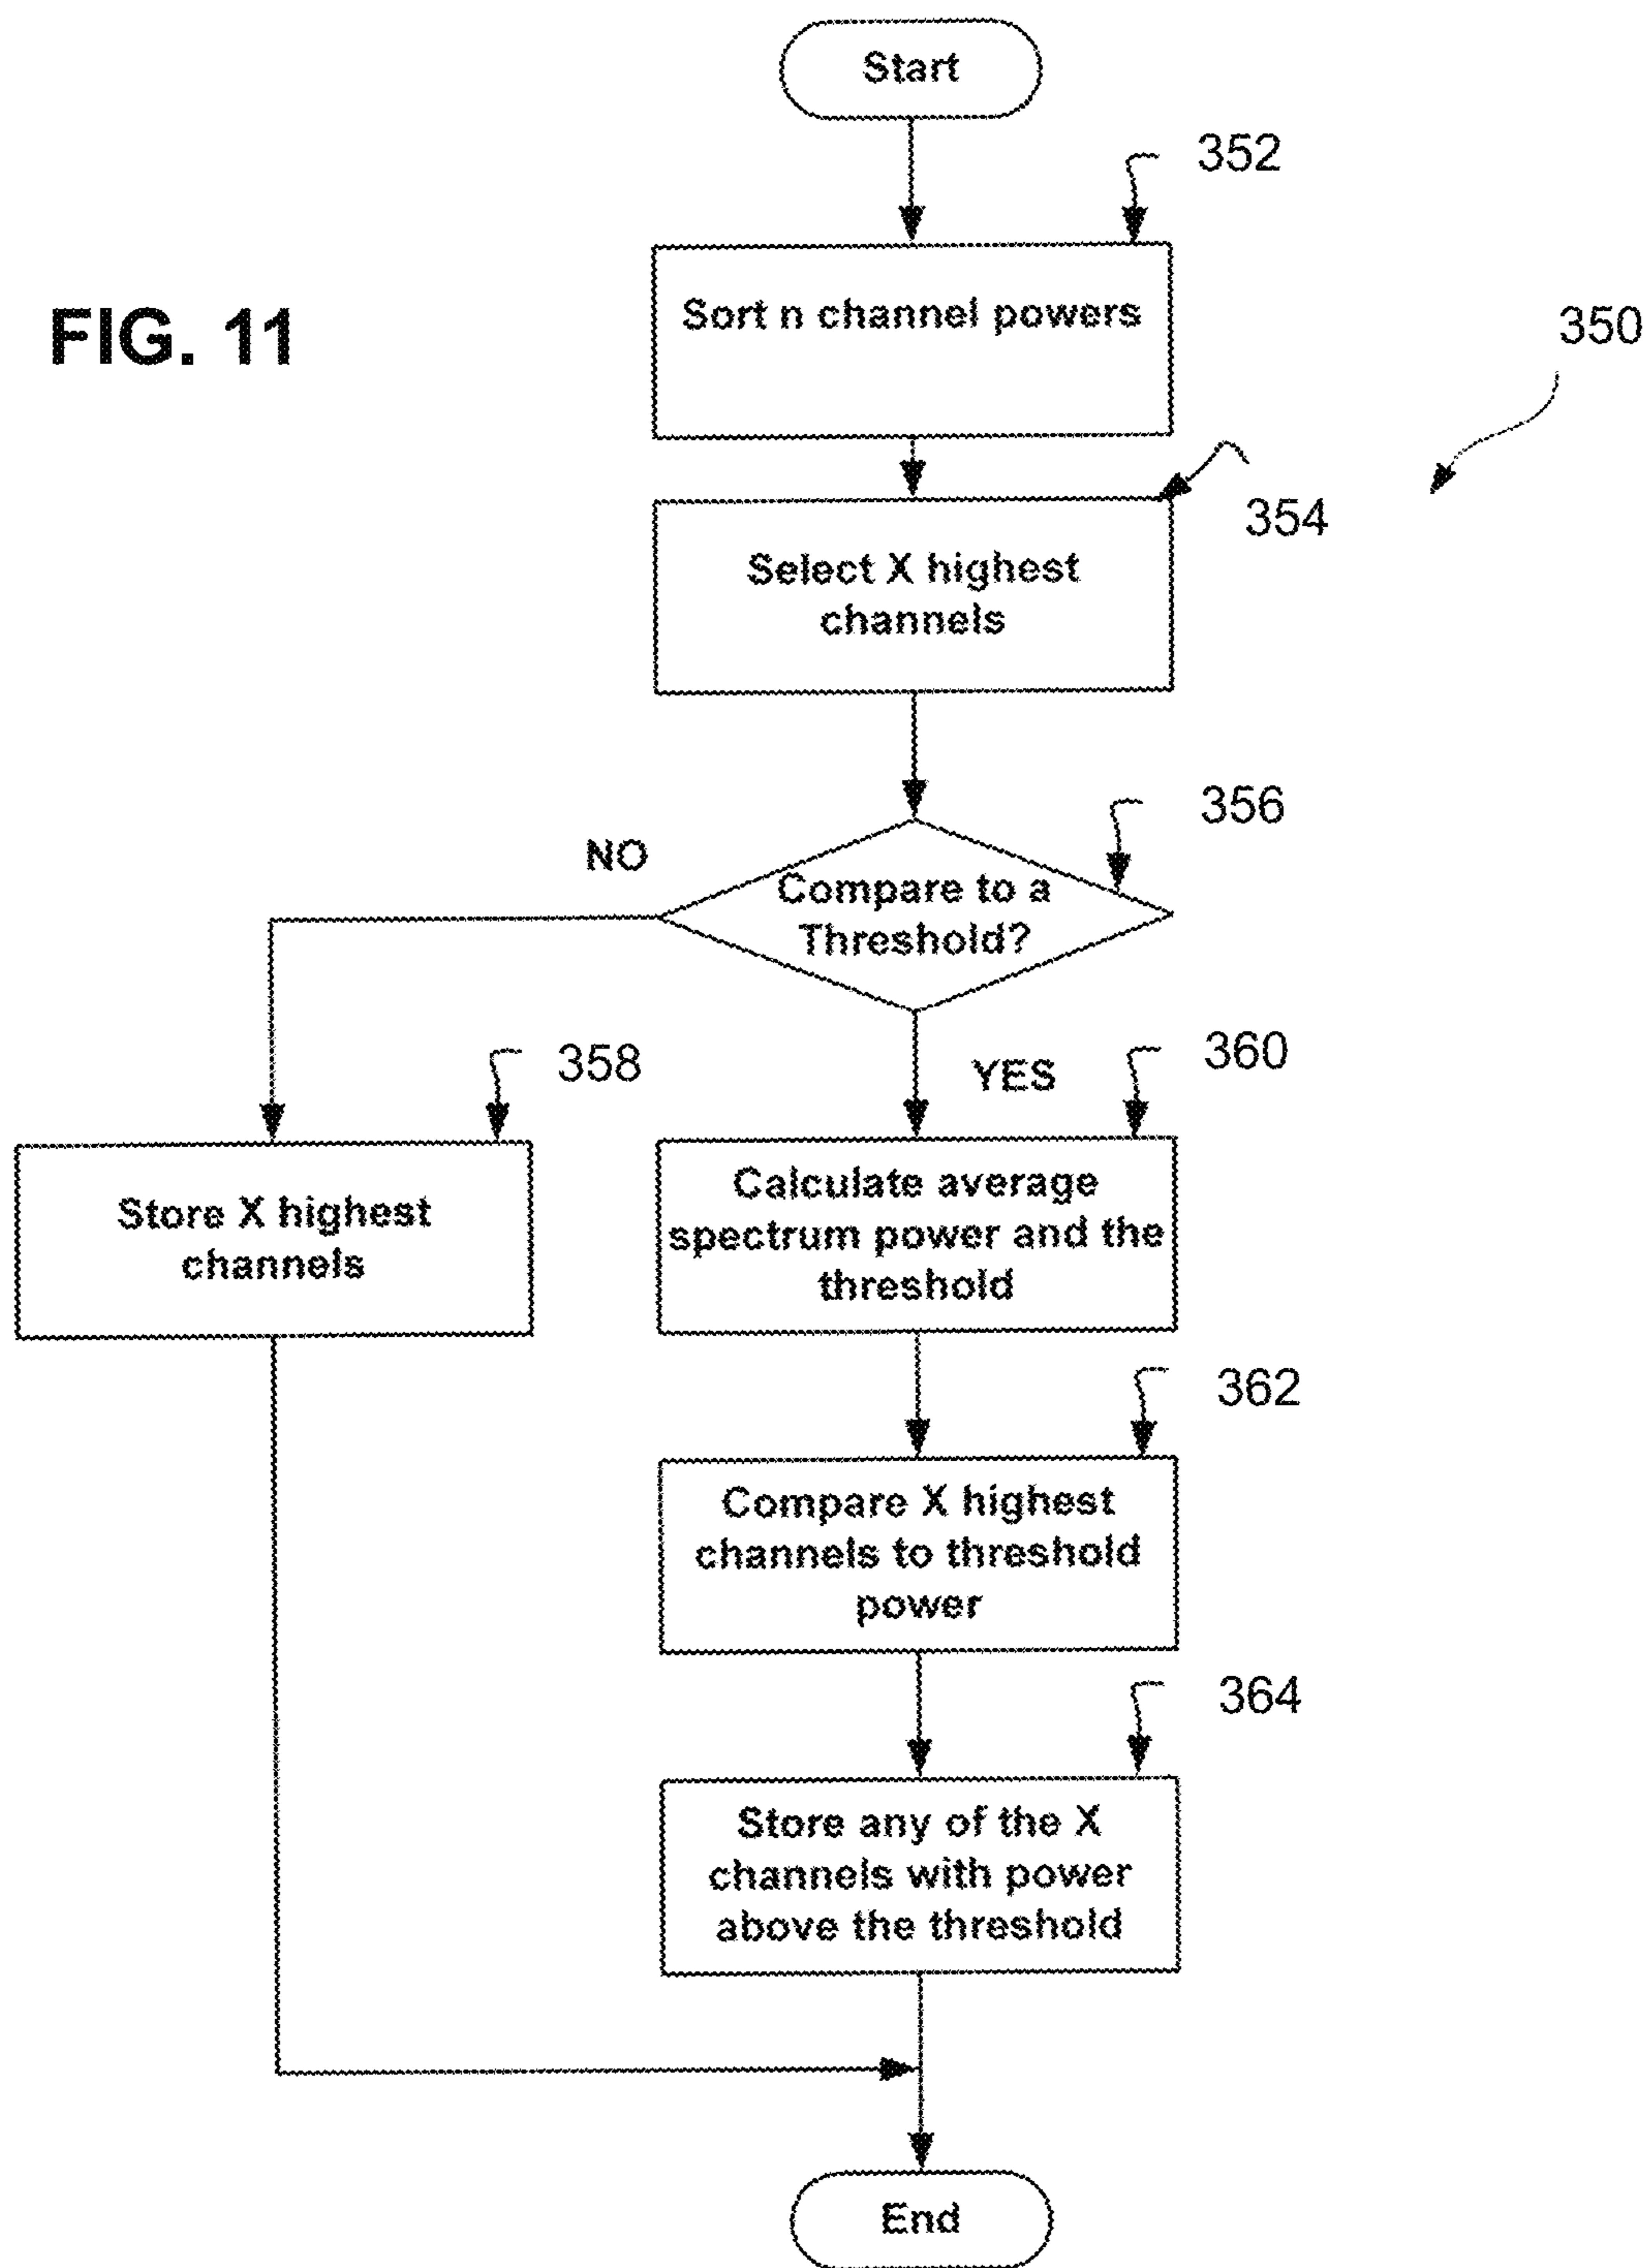 Start
352
FIG. 11
Sort n channel powers
350
354
Select X highest
channels
356
NO
Compare to a
Threshold?
358
YES
360
Store X highest
channels
Calculate average
spectrum power and the
threshold
362
Compare X highest
channels to threshold
power
364
Store any of the X
channels with power
above the threshold
End